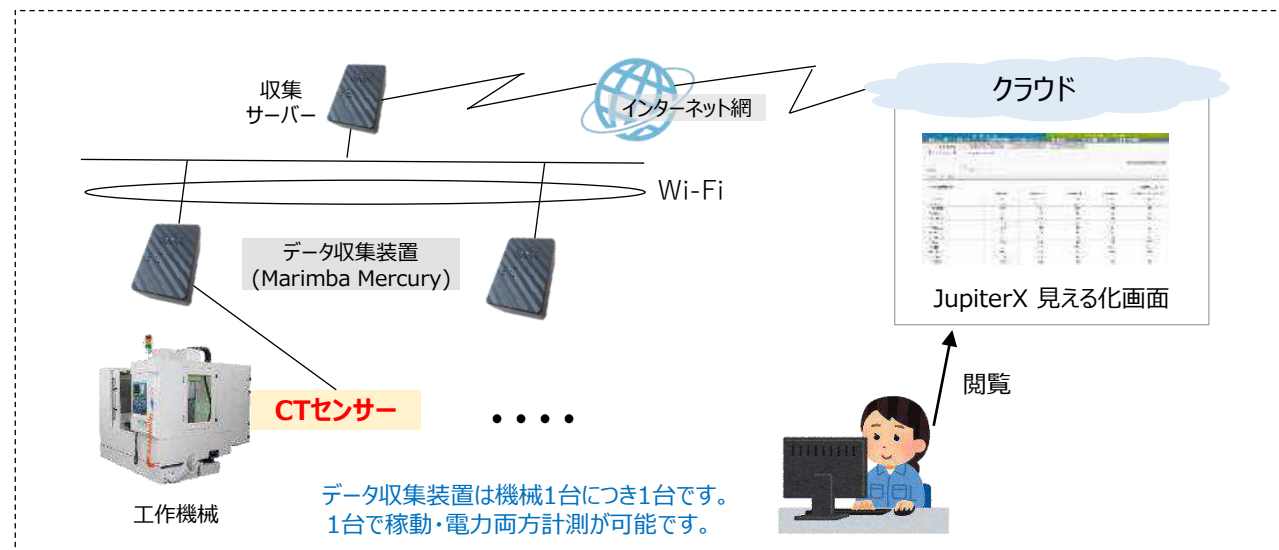 収集
サーバー
インターネット網
クラウド
Wi-Fi
データ収集装置
(Marimba Mercury)
JupiterX 見える化画面
閲覧
CTセンサー
・・・・
工作機械
データ収集装置は機械1台につき1台です。
1台で稼動・電力両方計測が可能です。